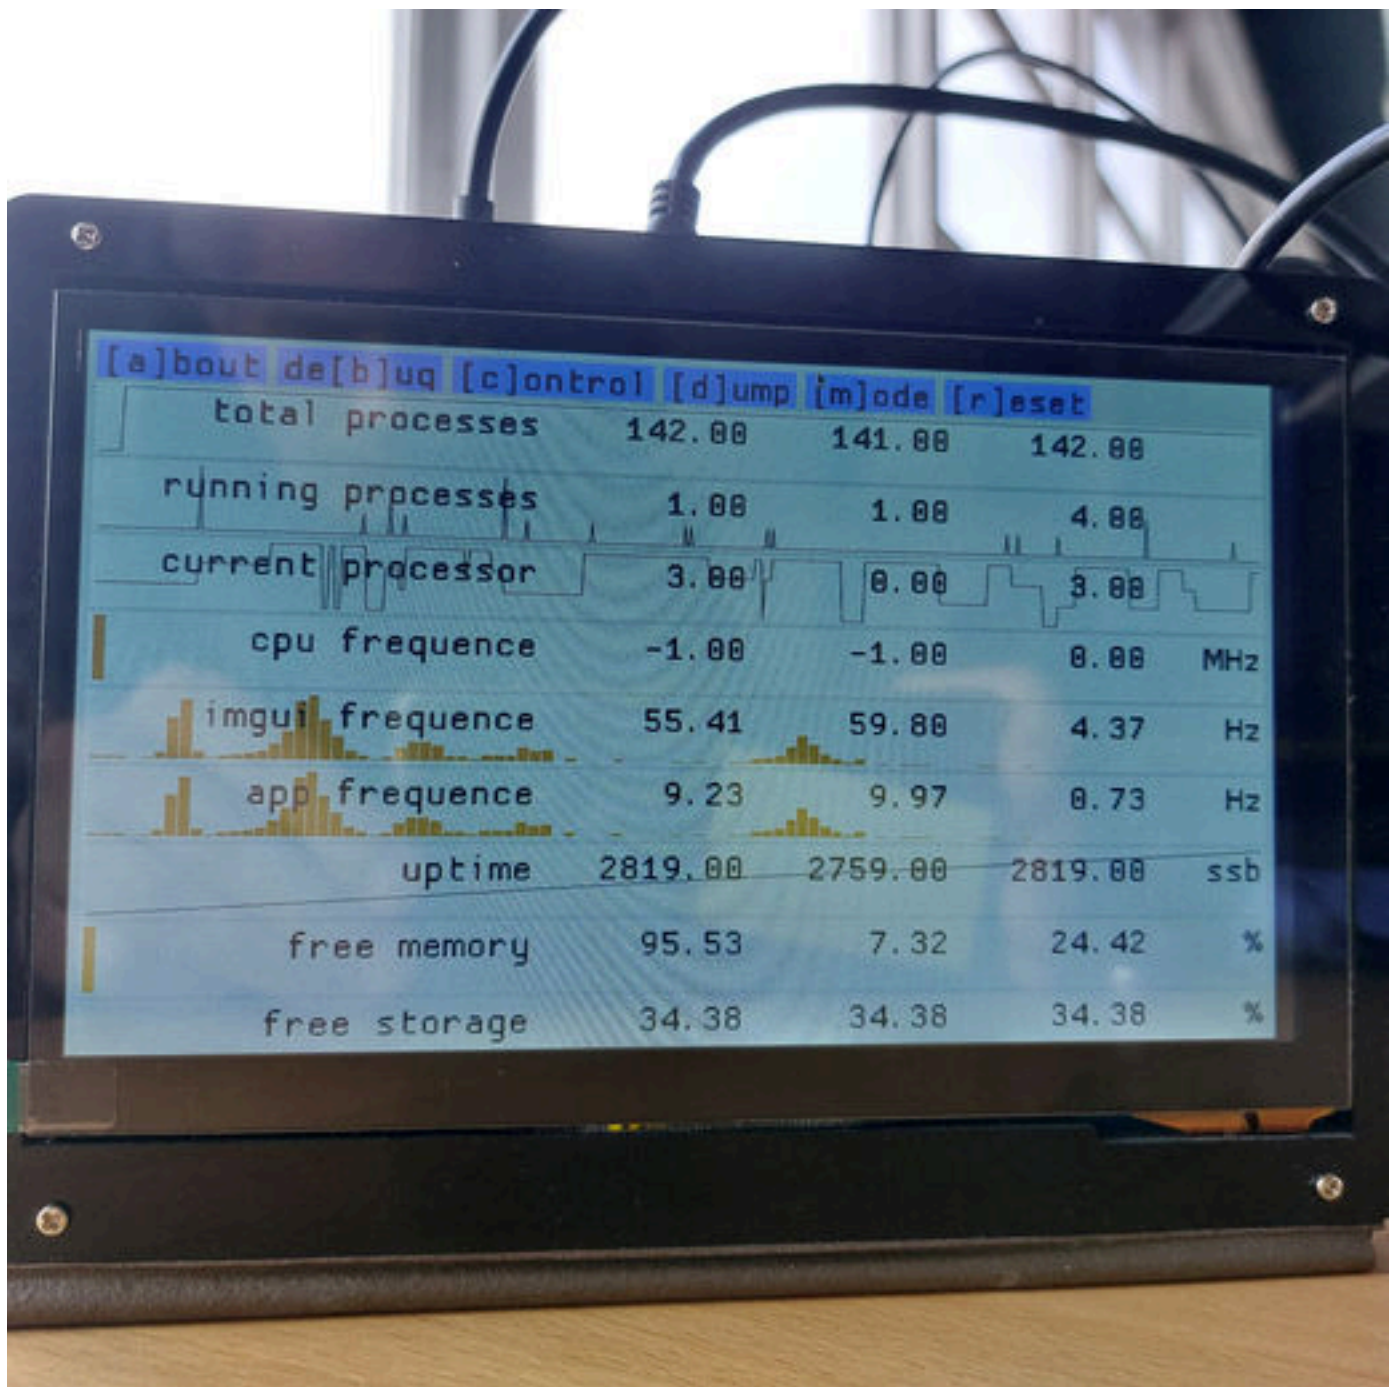 [a]bout de[b]ug [c]ontrol [d]ump [m]ode [r]eset
total processes 142.00 141.00 142.00
running processes 1.00 1.00 4.00
current processor 3.00 0.00 3.00
cpu frequence -1.00 -1.00 0.00 MHz
imgui frequence 55.41 59.80 4.37 Hz
app frequence 9.23 9.97 0.73 Hz
uptime 2819.00 2759.00 2819.00 ssb
free memory 95.53 7.32 24.42 %
free storage 34.38 34.38 34.38 %